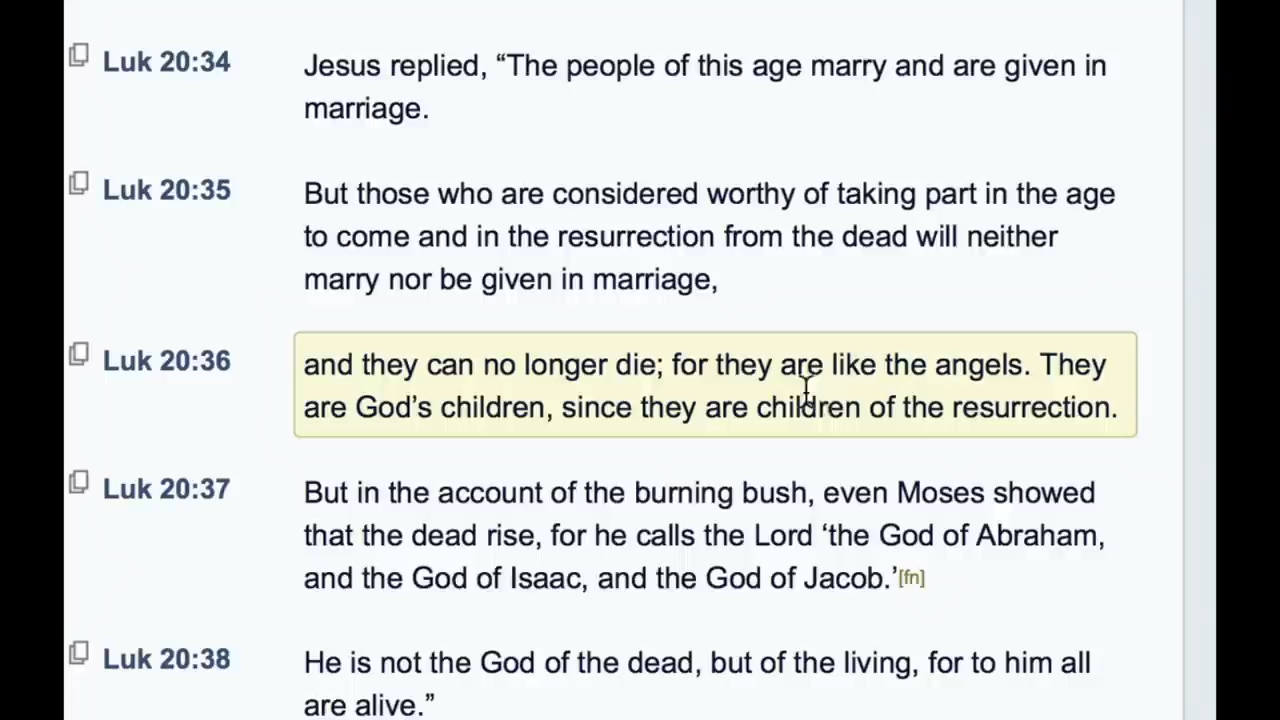 Luk 20:34 Jesus replied, “The people of this age marry and are given in
marriage.
Luk 20:35 But those who are considered worthy of taking part in the age
to come and in the resurrection from the dead will neither
marry nor be given in marriage,
Luk 20:36 and they can no longer die; for they are like the angels. They
are God’s children, since they are children of the resurrection.
Luk 20:37 But in the account of the burning bush, even Moses showed
that the dead rise, for he calls the Lord ‘the God of Abraham,
and the God of Isaac, and the God of Jacob.’[fn]
Luk 20:38 He is not the God of the dead, but of the living, for to him all
are alive.”